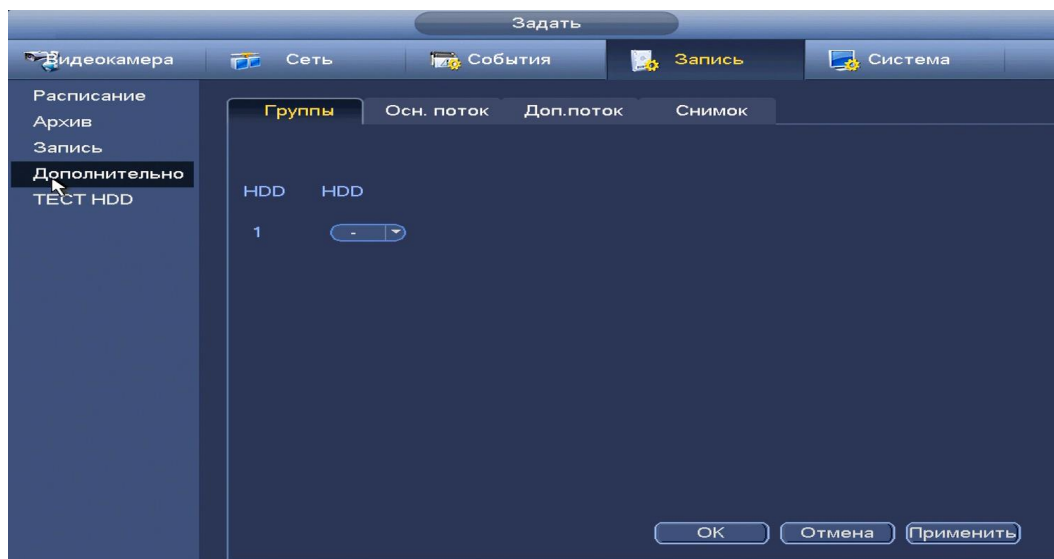 Задать
Видеокамера Сеть События Запись Система
Расписание
Архив
Запись
Дополнительно
ТЕСТ HDD
Группы Осн. поток Доп.поток Снимок
HDD HDD
1 -
OK Отмена Применить